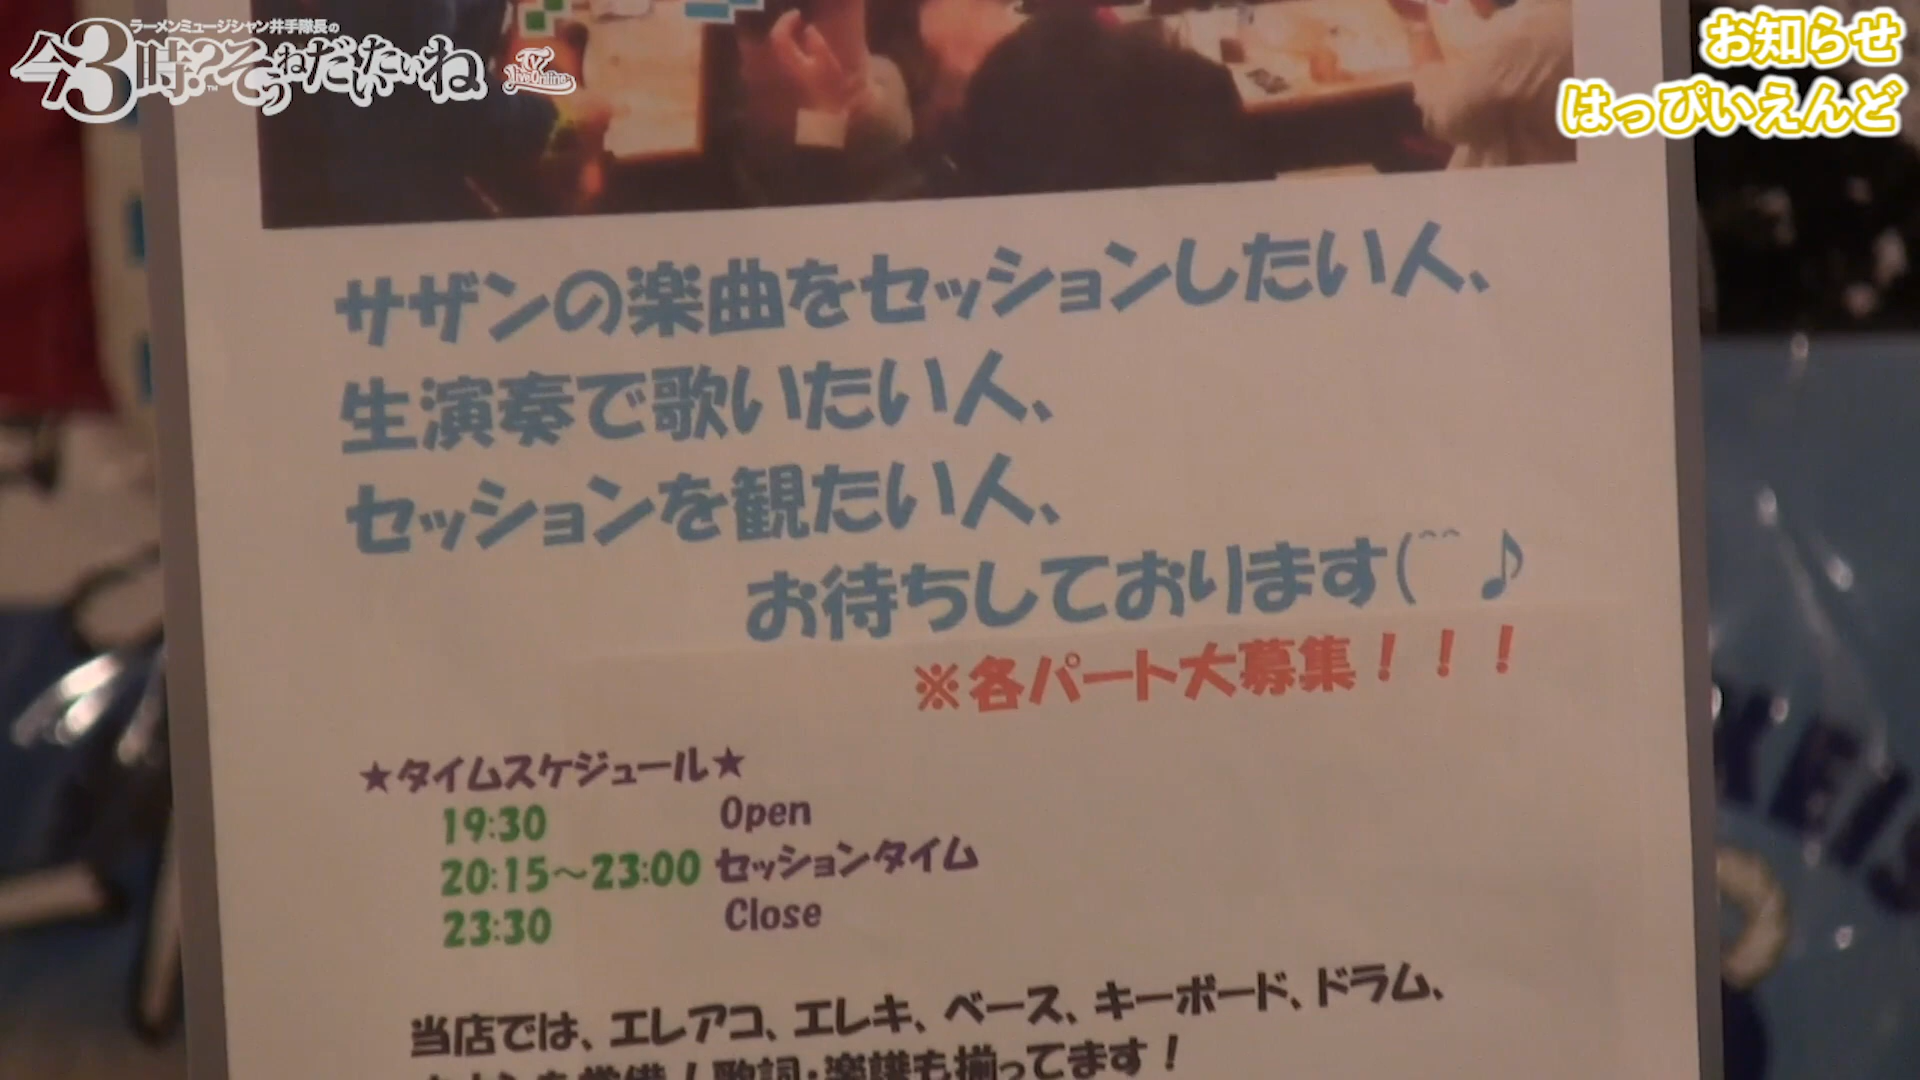 ラーメンミュージシャン井手隊長の
今3時?そうねだいたいね
TV LiveOnline
お知らせ
はっぴいえんど
サザンの楽曲をセッションしたい人、
生演奏で歌いたい人、
セッションを観たい人、
お待ちしております(^^♪
※各パート大募集！！！
★タイムスケジュール★
19:30 Open
20:15～23:00 セッションタイム
23:30 Close
当店では、エレアコ、エレキ、ベース、キーボード、ドラム、
歌詞・楽譜も揃ってます！